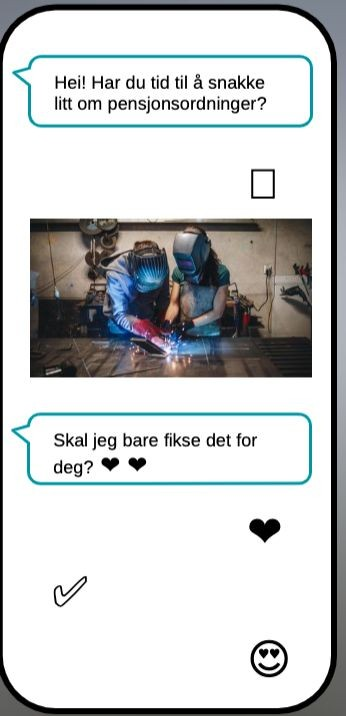 Hei! Har du tid til å snakke
litt om pensjonsordninger?
Skal jeg bare fikse det for
deg? ❤ ❤